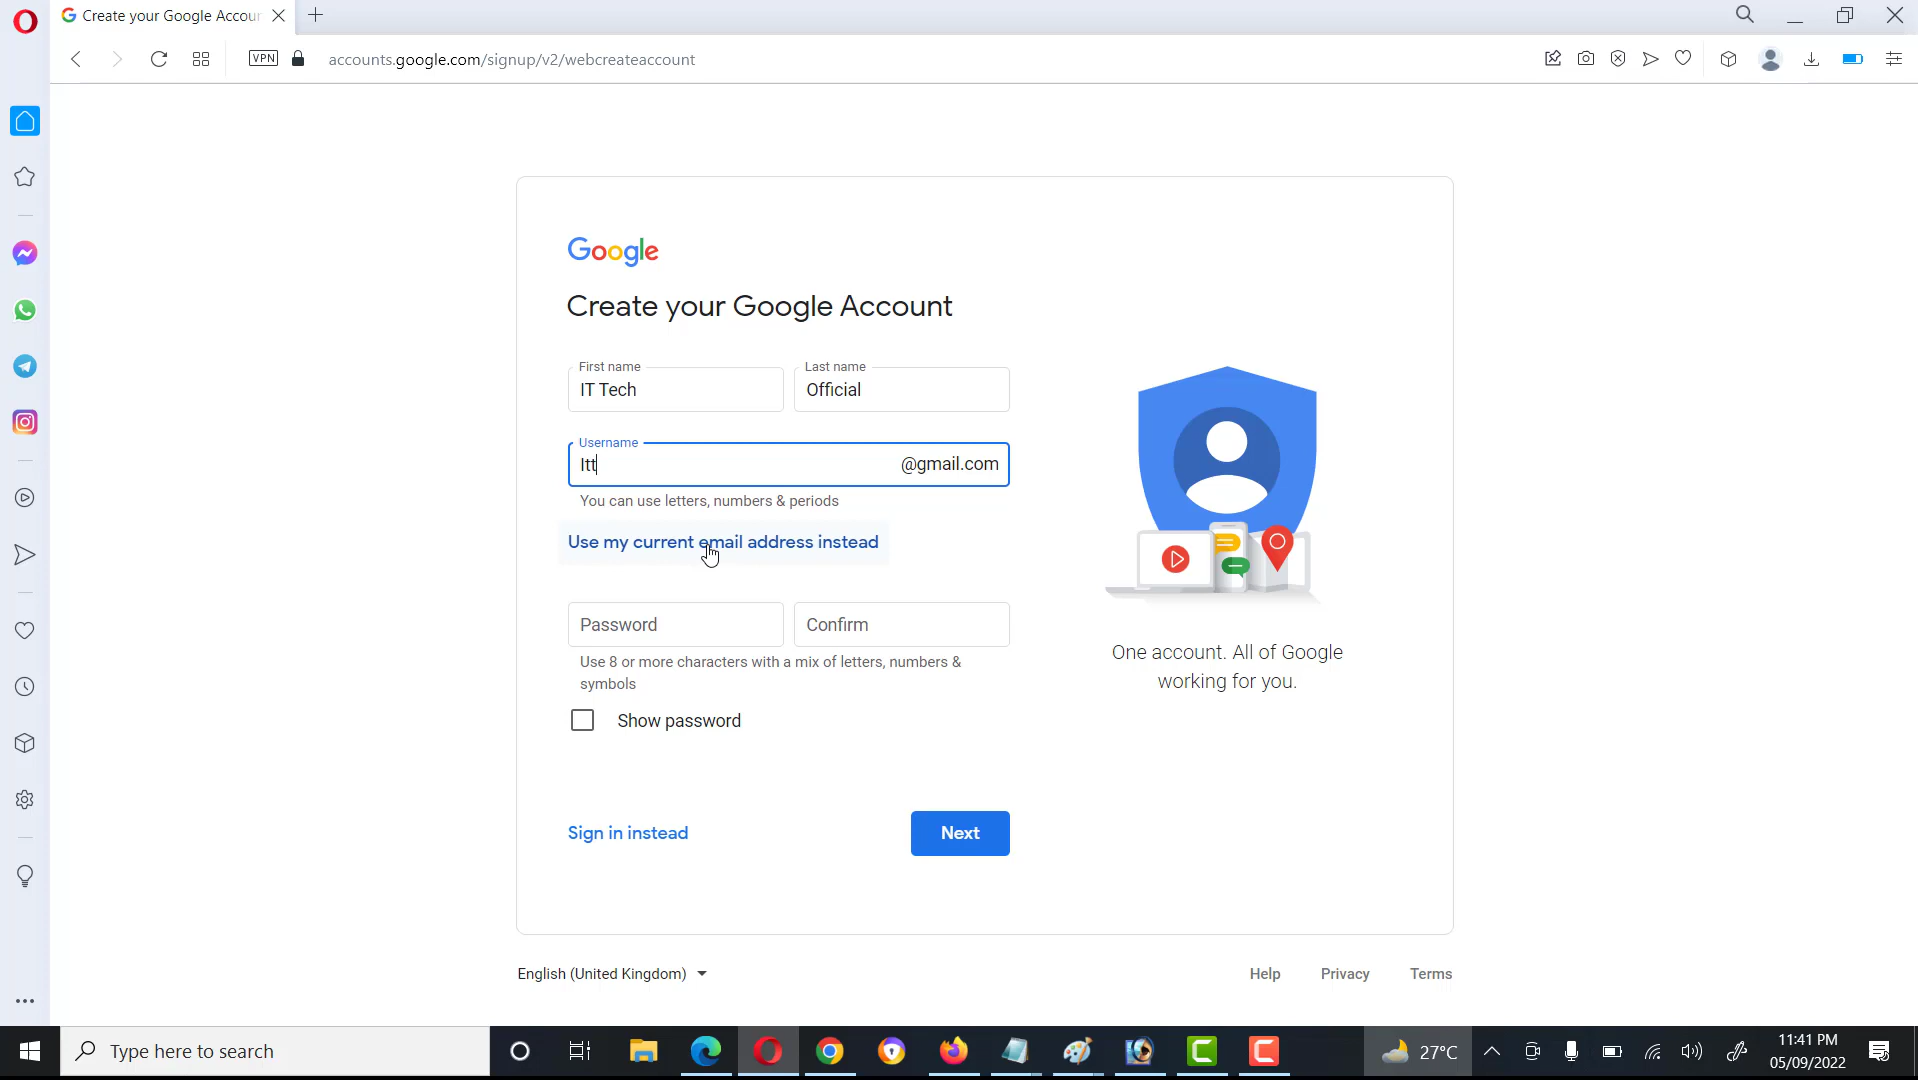 Create your Google Accour
VPN
accounts.google.com/signup/v2/webcreateaccount
Google
Create your Google Account
First name
IT Tech
Last name
Official
Username
Itt
@gmail.com
You can use letters, numbers & periods
Use my current email address instead
Password
Confirm
Use 8 or more characters with a mix of letters, numbers &
symbols
Show password
Sign in instead
Next
One account. All of Google
working for you.
English (United Kingdom)
Help
Privacy
Terms
Type here to search
27°C
11:41 PM
05/09/2022